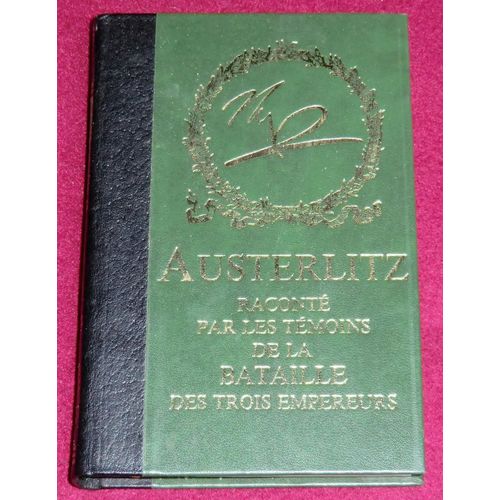 AUSTERLITZ
RACONTÉ
PAR LES TÉMOINS
DE LA
BATAILLE
DES TROIS EMPEREURS